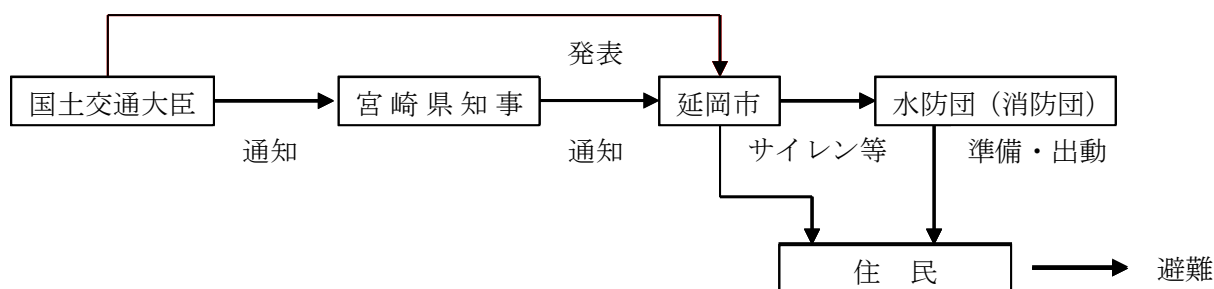 発表
国土交通大臣
宮崎県知事
延岡市
水防団（消防団）
通知
通知
サイレン等
準備・出動
住　民
避難